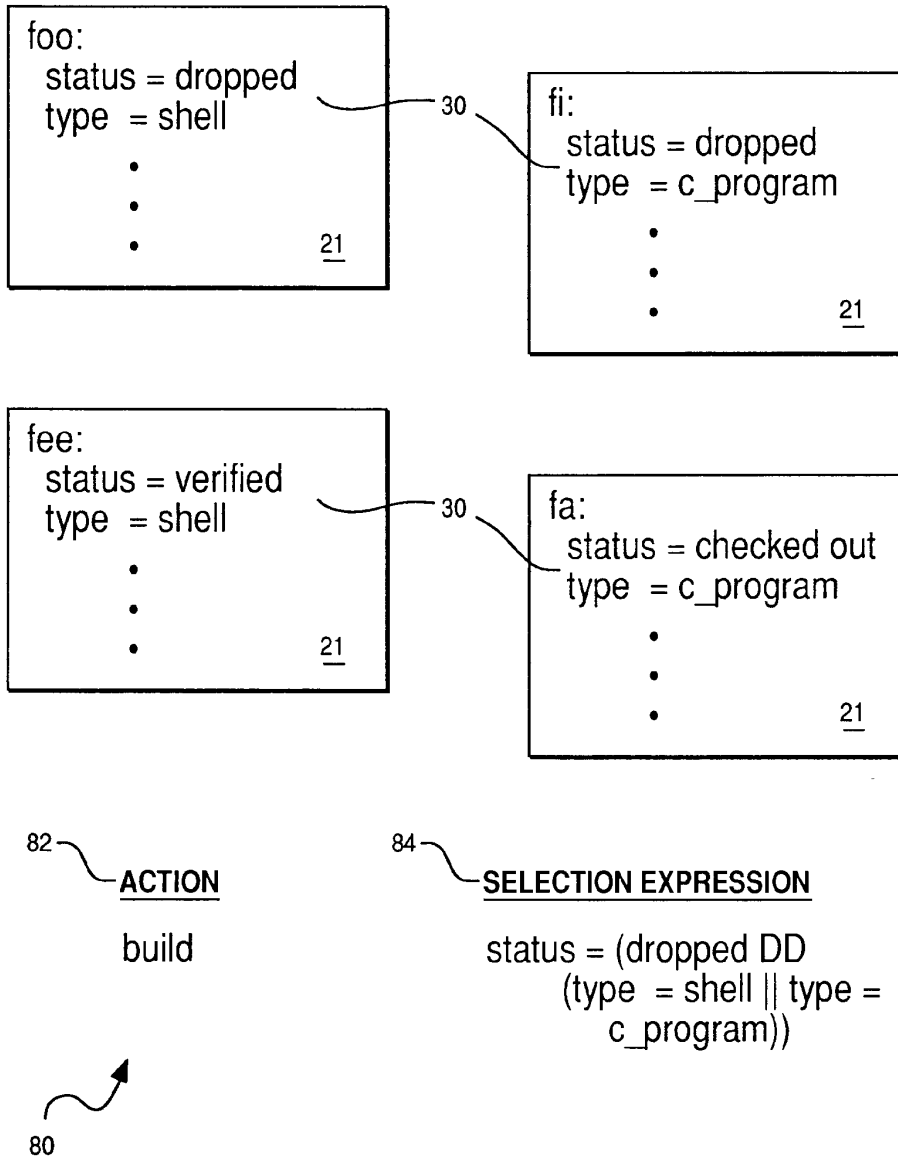 foo:
status = dropped
type = shell
21
30
fi:
status = dropped
type = c_program
21
fee:
status = verified
type = shell
21
30
fa:
status = checked out
type = c_program
21
82
ACTION
build
84
SELECTION EXPRESSION
status = (dropped DD
(type = shell || type =
c_program))
80